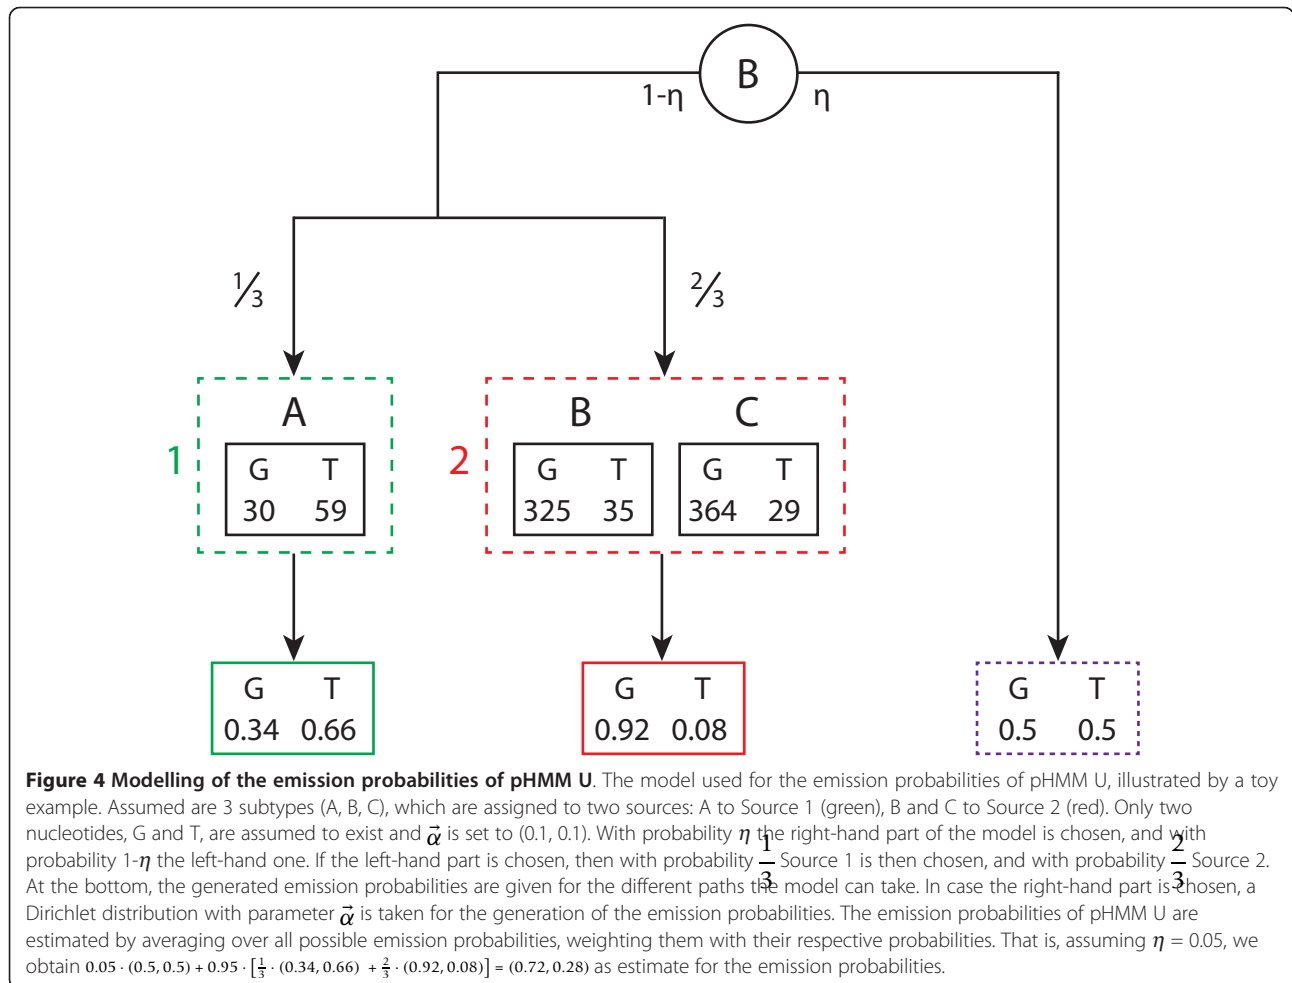 B
1-η η
⅓ ⅔
A B C
1 2
G T G T G T
30 59 325 35 364 29
G T G T G T
0.34 0.66 0.92 0.08 0.5 0.5
Figure 4 Modelling of the emission probabilities of pHMM U. The model used for the emission probabilities of pHMM U, illustrated by a toy
example. Assumed are 3 subtypes (A, B, C), which are assigned to two sources: A to Source 1 (green), B and C to Source 2 (red). Only two
nucleotides, G and T, are assumed to exist and α⃗ is set to (0.1, 0.1). With probability η the right-hand part of the model is chosen, and with
probability 1-η the left-hand one. If the left-hand part is chosen, then with probability 1/3 Source 1 is then chosen, and with probability 2/3 Source 2.
At the bottom, the generated emission probabilities are given for the different paths the model can take. In case the right-hand part is chosen, a
Dirichlet distribution with parameter α⃗ is taken for the generation of the emission probabilities. The emission probabilities of pHMM U are
estimated by averaging over all possible emission probabilities, weighting them with their respective probabilities. That is, assuming η = 0.05, we
obtain 0.05 · (0.5, 0.5) + 0.95 · [1/3 · (0.34, 0.66) + 2/3 · (0.92, 0.08)] = (0.72, 0.28) as estimate for the emission probabilities.